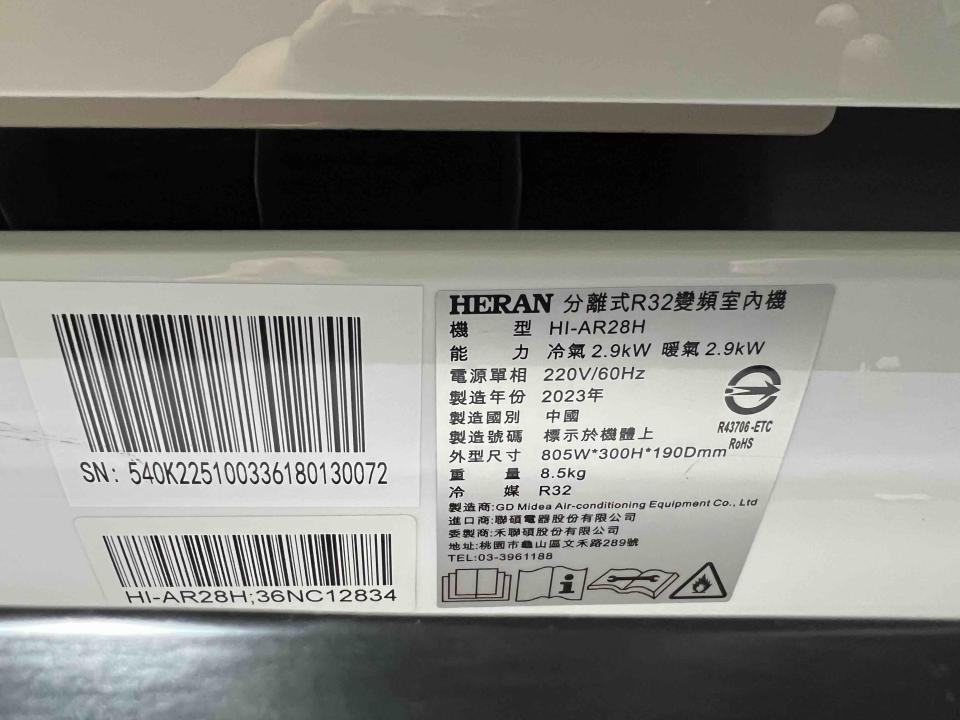 SN: 540K2251003361 80130072
HI-AR28H;36NC12834
HERAN 分離式R32變頻室內機
機 型 HI-AR28H
能 力 冷氣 2.9kW 暖氣 2.9kW
電源單相 220V/60Hz
製造年份 2023年
製造國別 中國
製造號碼 標示於機體上
外型尺寸 805W*300H*190Dmm
重 量 8.5kg
冷 媒 R32
製造商:GD Midea Air-conditioning Equipment Co., Ltd
進口商:聯碩電器股份有限公司
委製商:禾聯碩股份有限公司
地址:桃園市龜山區文禾路289號
TEL:03-3961188
R43706-ETC
RoHS